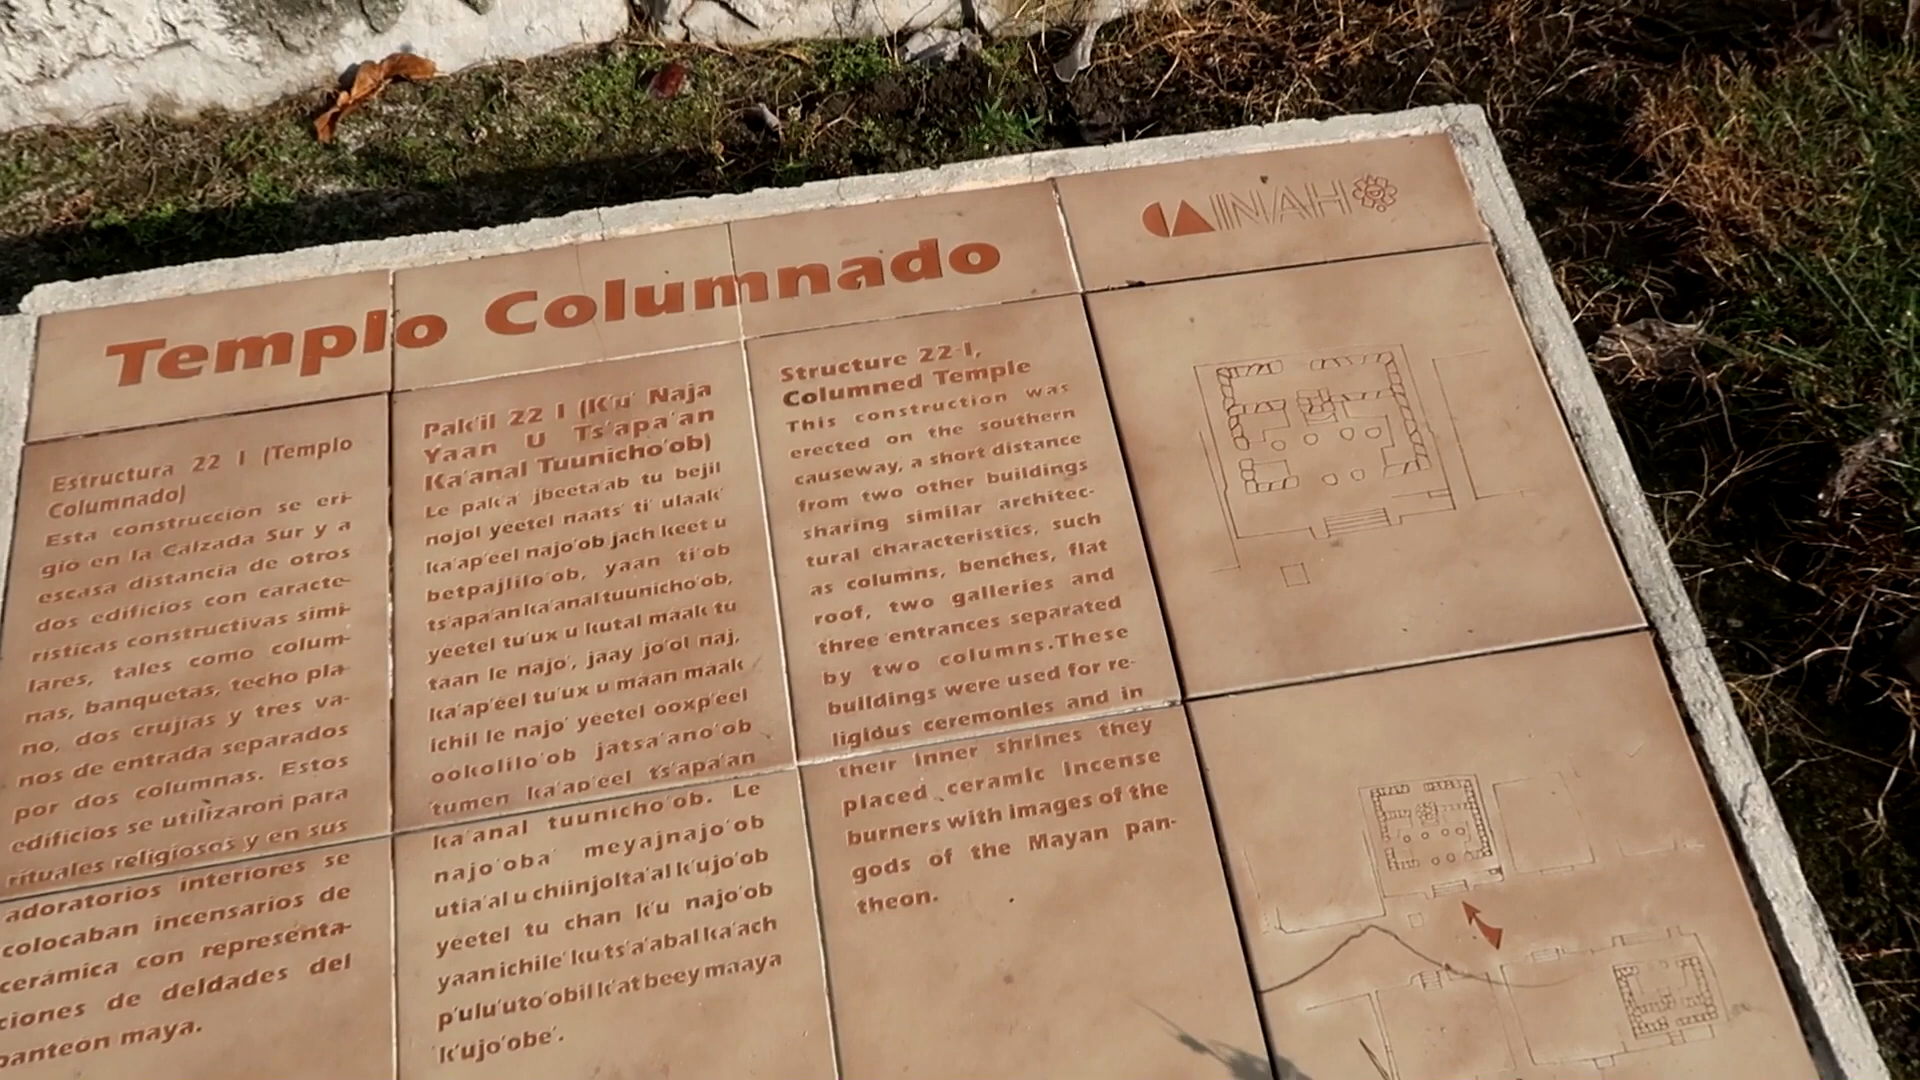 Templo Columnado
CA INAH
Estructura 22 I (Templo
Columnado)
Esta construcción se eri-
gio en la Calzada Sur y a
escasa distancia de otros
dos edificios con caracte-
risticas constructivas simi-
lares, tales como colum-
nas, banquetas, techo pla-
no, dos crujias y tres va-
nos de entrada separados
por dos columnas. Estos
edificios se utilizaron para
rituales religiosos y en sus
adoratorios interiores se
colocaban incensarios de
cerámica con representa-
ciones de deidades del
panteon maya.
Pak'il 22 I (K'u' Naja
Yaan U Ts'apa'an
Ka'anal Tuunicho'ob)
Le pak'a' jbeeta'ab tu bejil
nojol yeetel naats' ti' ulaak'
ka'ap'eel najo'ob jach keet u
betpajlilo'ob, yaan ti'ob
ts'apa'an ka'anal tuunicho'ob,
yeetel tu'ux u kutal maak tu
taan le najo', jaay jo'ol naj,
ka'ap'éel tu'ux u máan maak
ichil le najo' yeetel ooxp'eel
ookolilo'ob jatsa'ano'ob
tumen ka'ap'eel ts'apa'an
ka'anal tuunicho'ob. Le
najo'oba' meyajnajo'ob
utia'al u chiinjolta'al k'ujo'ob
yeetel tu chan k'u najo'ob
yaan ichile' ku ts'a'abal ka'ach
p'ulu'uto'obil k'at beey maaya
k'ujo'obe'.
Structure 22-I,
Columned Temple
This construction was
erected on the southern
causeway, a short distance
from two other buildings
sharing similar architec-
tural characteristics, such
as columns, benches, flat
roof, two galleries and
three entrances separated
by two columns. These
buildings were used for re-
ligious ceremonies and in
their inner shrines they
placed ceramic incense
burners with images of the
gods of the Mayan pan-
theon.